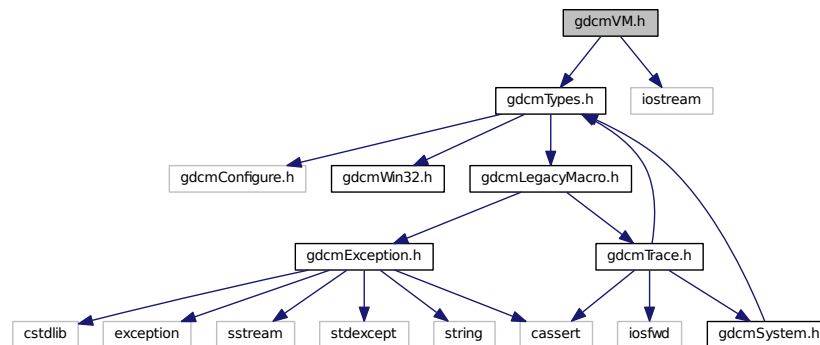 gdcmVM.h
gdcmTypes.h
iostream
gdcmConfigure.h
gdcmWin32.h
gdcmLegacyMacro.h
gdcmException.h
gdcmTrace.h
cstdlib
exception
sstream
stdexcept
string
cassert
iosfwd
gdcmSystem.h